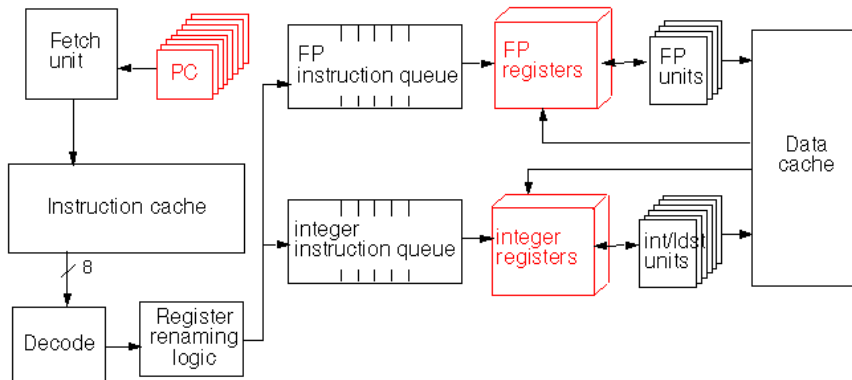 Fetch
unit
PC
FP
instruction queue
FP
registers
FP
units
Data
cache
Instruction cache
8
integer
instruction queue
integer
registers
int/ldst
units
Decode
Register
renaming
logic